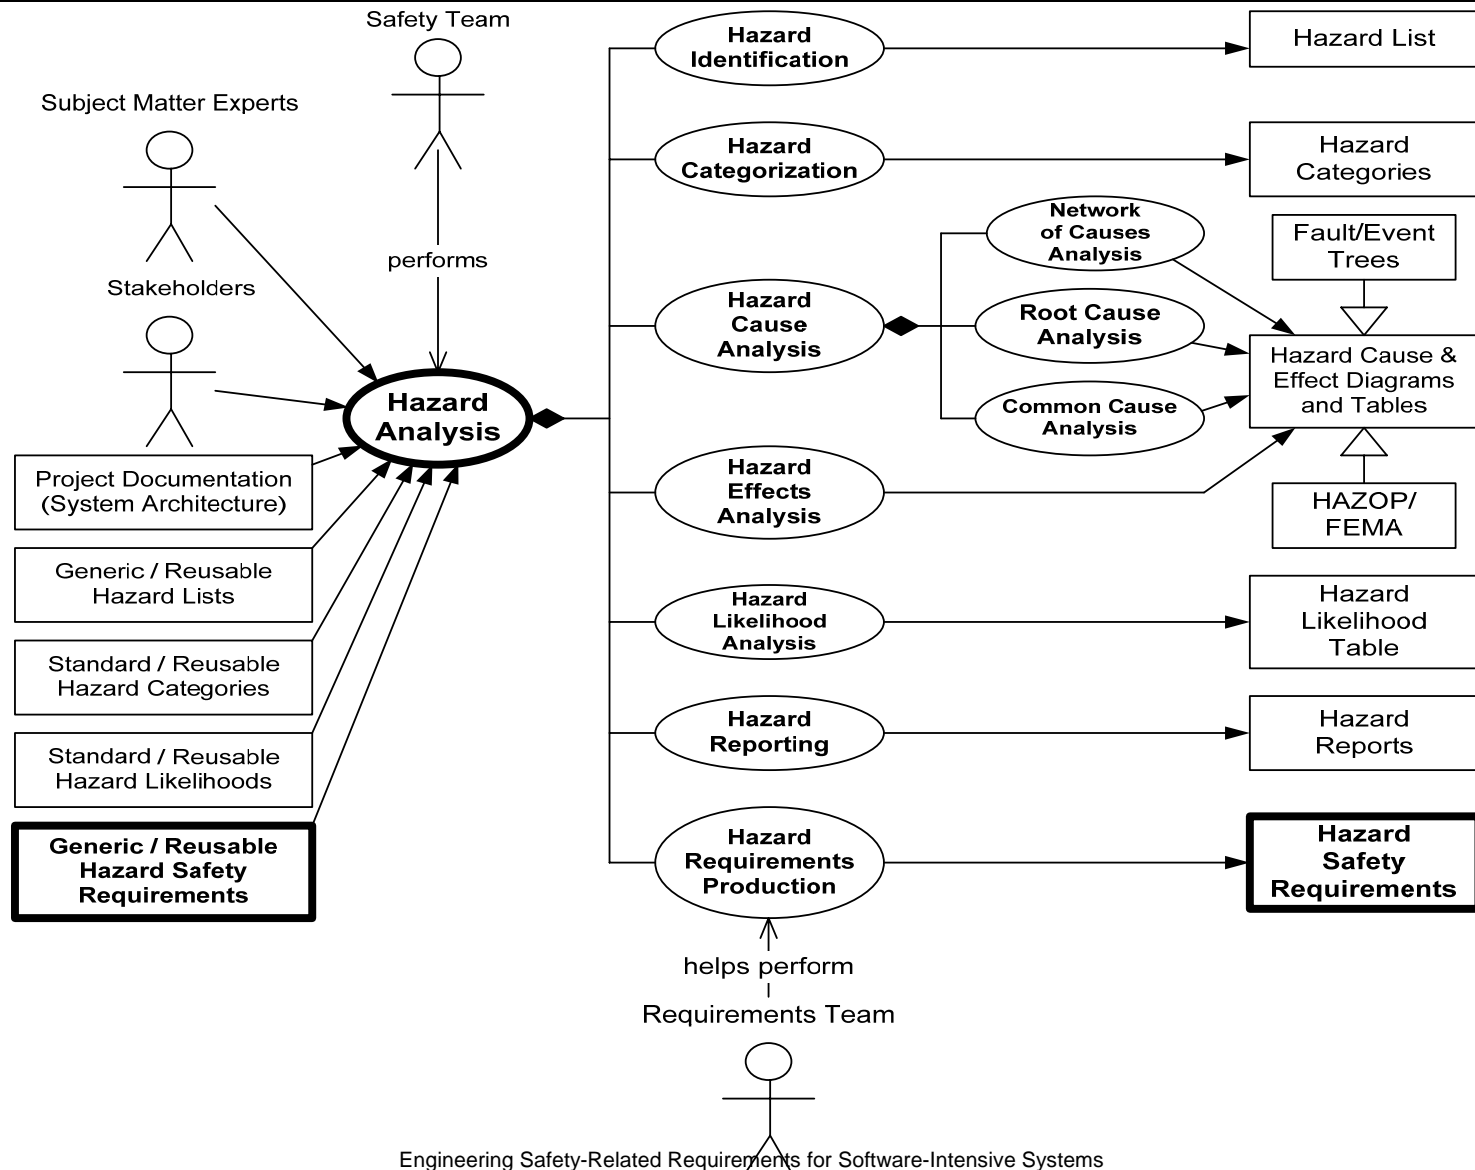 Safety Team
Subject Matter Experts
performs
Stakeholders
Hazard
Analysis
Project Documentation
(System Architecture)
Generic / Reusable
Hazard Lists
Standard / Reusable
Hazard Categories
Standard / Reusable
Hazard Likelihoods
Generic / Reusable
Hazard Safety
Requirements
Hazard
Identification
Hazard List
Hazard
Categorization
Hazard
Categories
Hazard
Cause
Analysis
Network
of Causes
Analysis
Root Cause
Analysis
Common Cause
Analysis
Fault/Event
Trees
Hazard Cause &
Effect Diagrams
and Tables
HAZOP/
FEMA
Hazard
Effects
Analysis
Hazard
Likelihood
Analysis
Hazard
Likelihood
Table
Hazard
Reporting
Hazard
Reports
Hazard
Requirements
Production
Hazard
Safety
Requirements
helps perform
Requirements Team
Engineering Safety-Related Requirements for Software-Intensive Systems